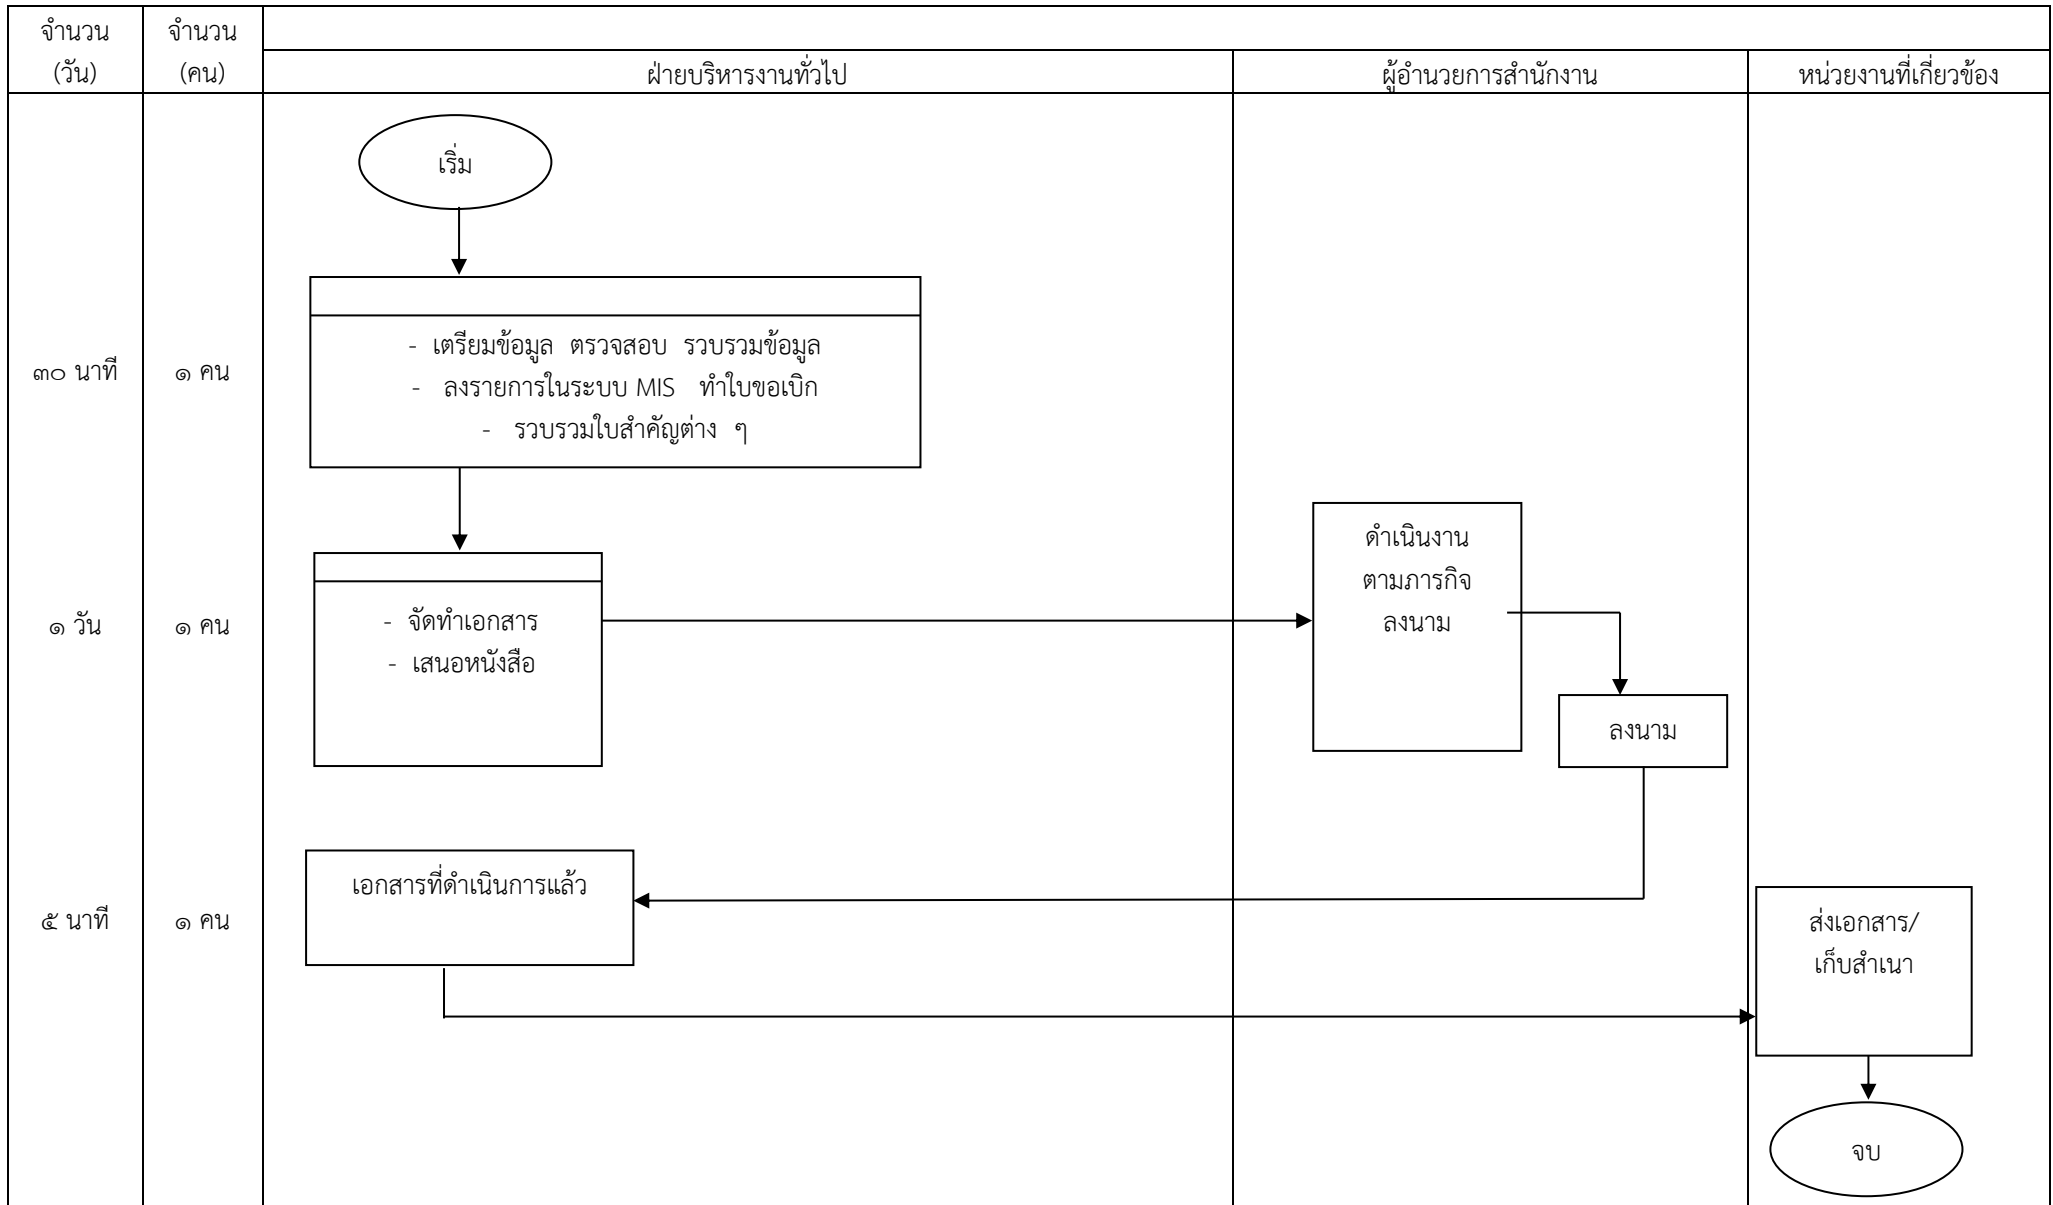 จำนวน
(วัน)
จำนวน
(คน)
ฝ่ายบริหารงานทั่วไป
ผู้อำนวยการสำนักงาน
หน่วยงานที่เกี่ยวข้อง
เริ่ม
๓๐ นาที
๑ คน
- เตรียมข้อมูล ตรวจสอบ รวบรวมข้อมูล
- ลงรายการในระบบ MIS ทำใบขอเบิก
- รวบรวมใบสำคัญต่าง ๆ
๑ วัน
๑ คน
- จัดทำเอกสาร
- เสนอหนังสือ
ดำเนินงาน
ตามภารกิจ
ลงนาม
ลงนาม
๕ นาที
๑ คน
เอกสารที่ดำเนินการแล้ว
ส่งเอกสาร/
เก็บสำเนา
จบ